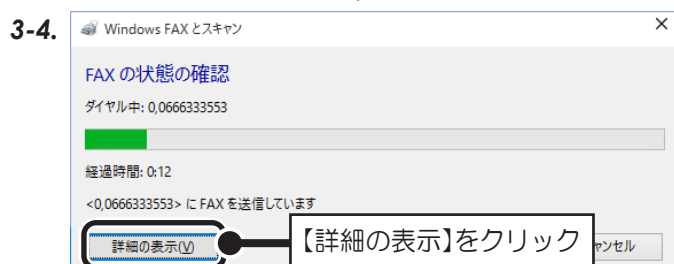 3-4.
Windows FAX とスキャン
FAX の状態の確認
ダイヤル中: 0,0666333553
経過時間: 0:12
<0,0666333553> に FAX を送信しています
詳細の表示(V)
【詳細の表示】をクリック
ャンセル